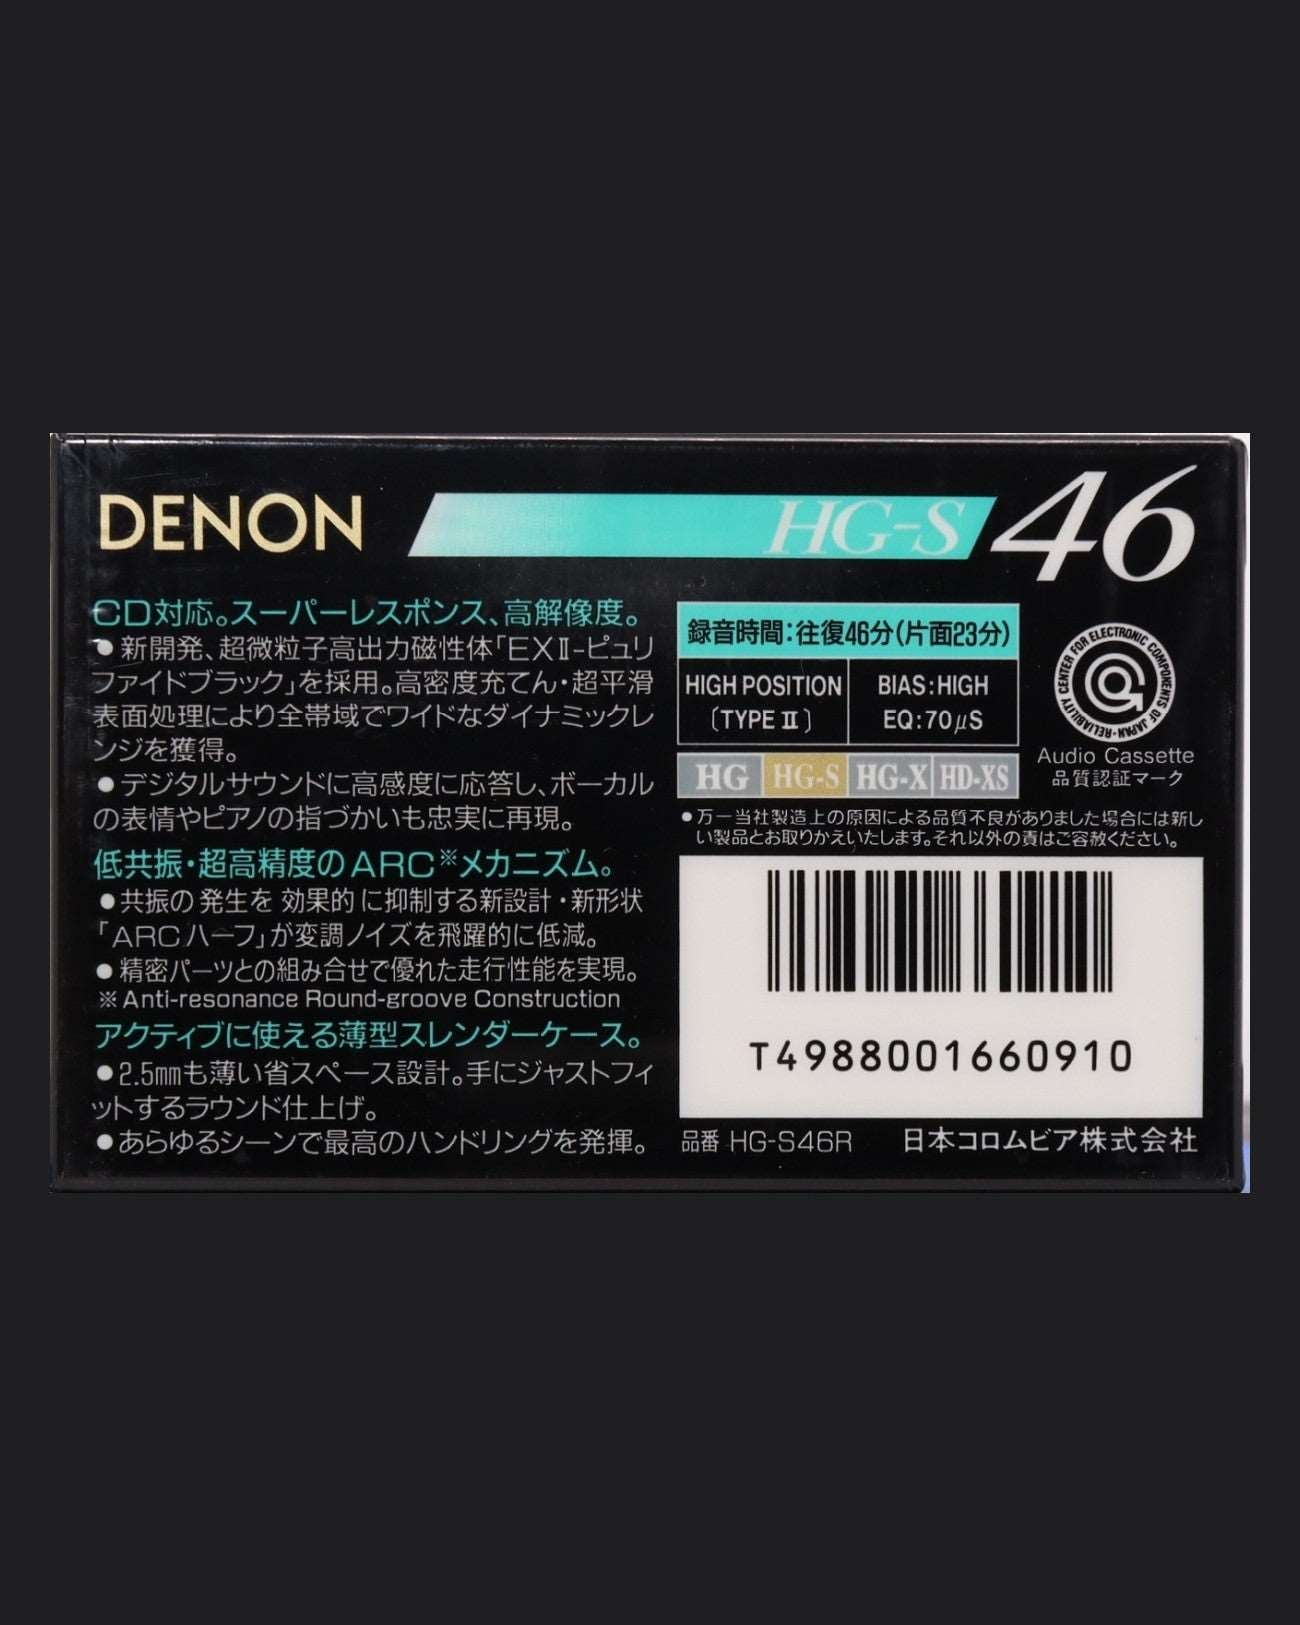 DENON
HG-S 46
CD対応。スーパーレスポンス、高解像度。
●新開発、超微粒子高出力磁性体「EXⅡ-ピュリ
ファイドブラック」を採用。高密度充てん・超平滑
表面処理により全帯域でワイドなダイナミックレ
ンジを獲得。
●デジタルサウンドに高感度に応答し、ボーカル
の表情やピアノの指づかいも忠実に再現。
低共振・超高精度のARC※メカニズム。
●共振の発生を効果的に抑制する新設計・新形状
「ARCハーフ」が変調ノイズを飛躍的に低減。
●精密パーツとの組み合せで優れた走行性能を実現。
※Anti-resonance Round-groove Construction
アクティブに使える薄型スレンダーケース。
●2.5㎜も薄い省スペース設計。手にジャストフィ
ットするラウンド仕上げ。
●あらゆるシーンで最高のハンドリングを発揮。
録音時間:往復46分(片面23分)
HIGH POSITION
〔TYPE Ⅱ〕
BIAS:HIGH
EQ:70μS
HG HG-S HG-X HD-XS
RELIABILITY CENTER FOR ELECTRONIC COMPONENTS OF JAPAN
Audio Cassette
品質認証マーク
●万一当社製造上の原因による品質不良がありました場合には新し
い製品とお取りかえいたします。それ以外の責はご容赦ください。
T4988001660910
品番 HG-S46R
日本コロムビア株式会社